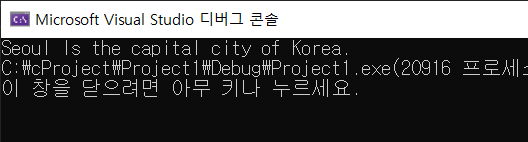 Microsoft Visual Studio 디버그 콘솔
Seoul Is the capital city of Korea.
C:\cProject\Project1\Debug\Project1.exe(20916 프로세
이 창을 닫으려면 아무 키나 누르세요.